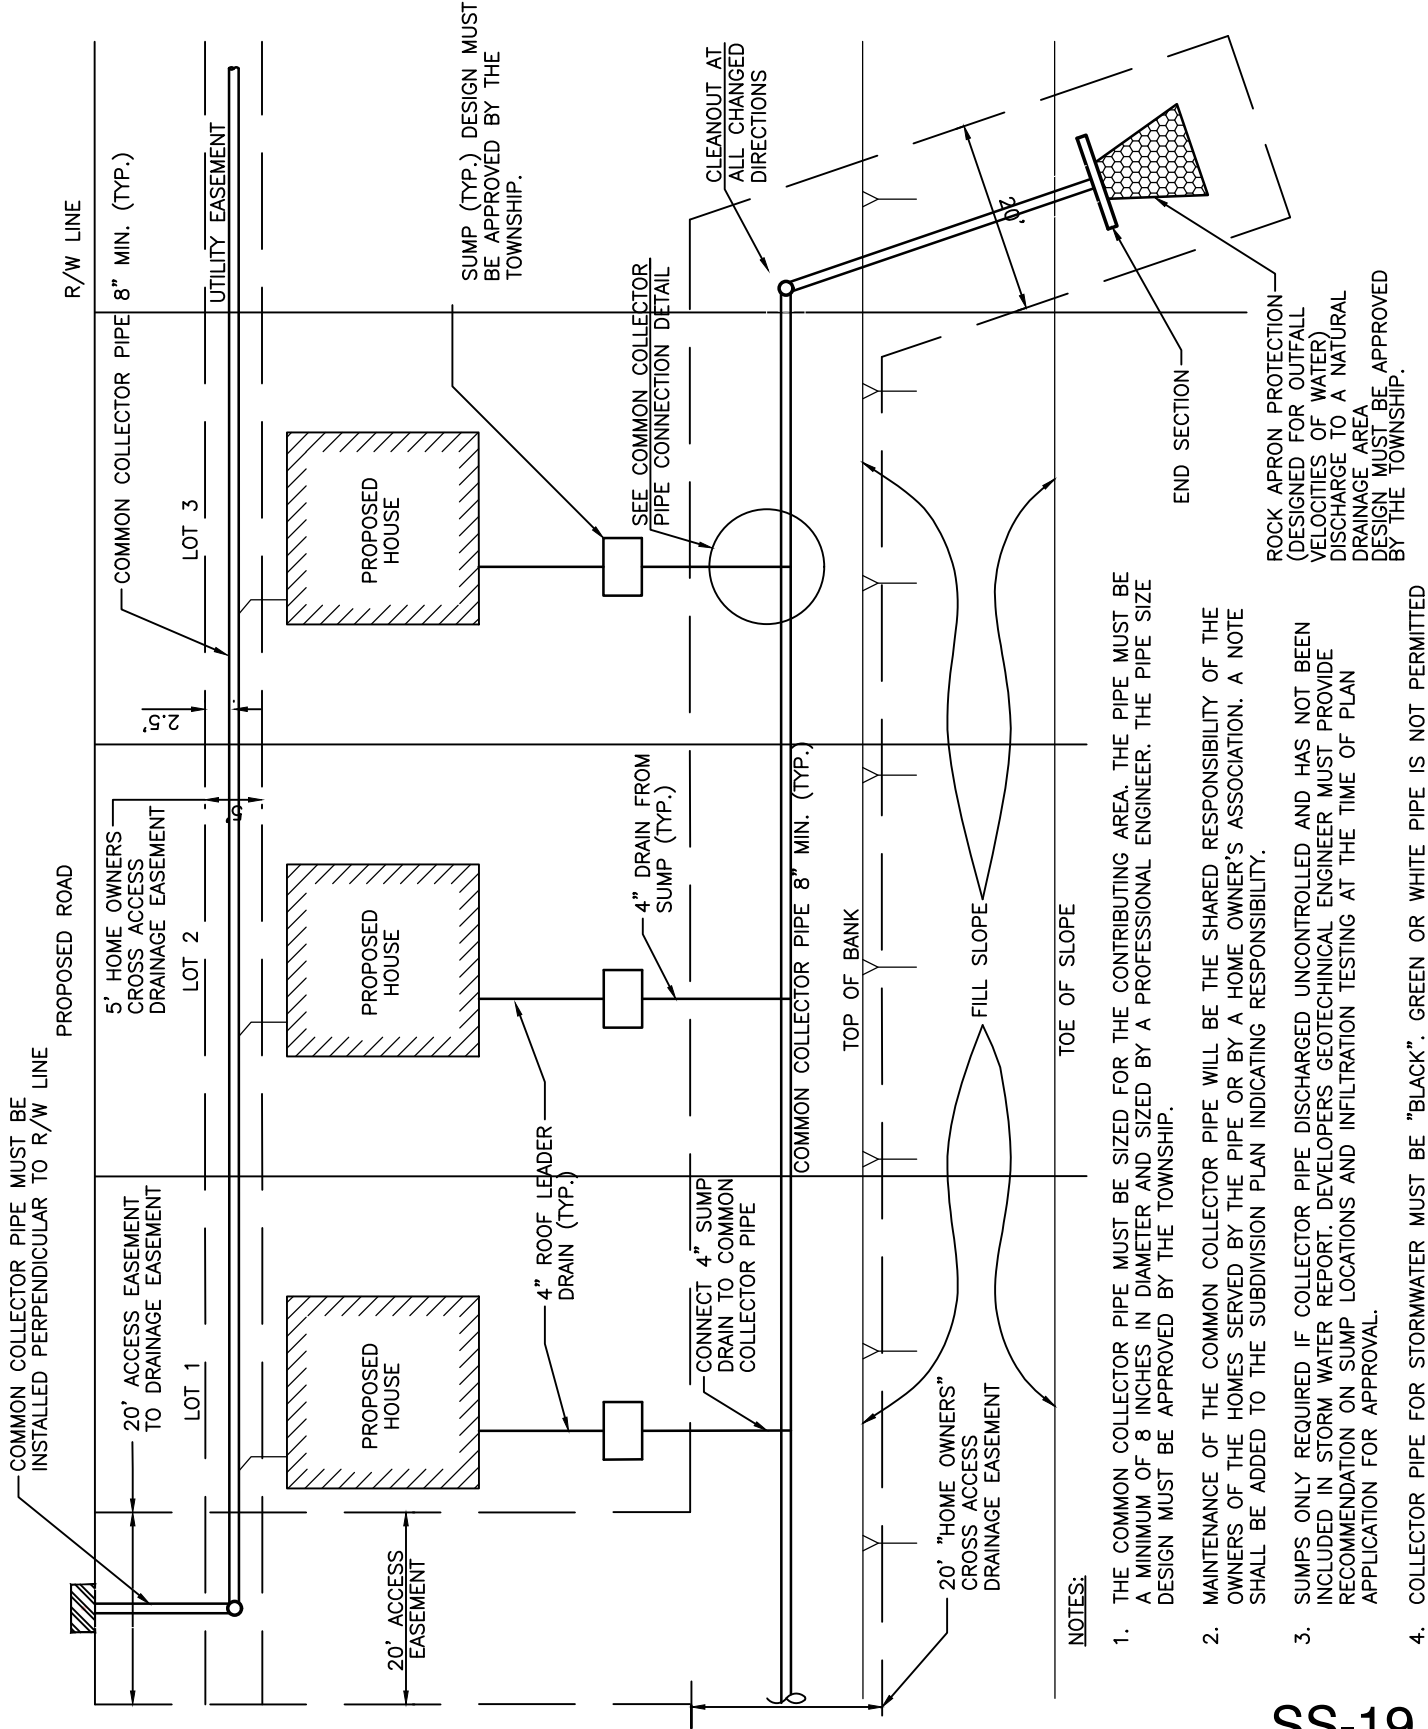 COMMON COLLECTOR PIPE MUST BE
INSTALLED PERPENDICULAR TO R/W LINE
PROPOSED ROAD
R/W LINE
20' ACCESS EASEMENT
TO DRAINAGE EASEMENT
5' HOME OWNERS
CROSS ACCESS
DRAINAGE EASEMENT
COMMON COLLECTOR PIPE 8" MIN. (TYP.)
2.5'
5'
LOT 1
LOT 2
LOT 3
UTILITY EASEMENT
20' ACCESS
EASEMENT
PROPOSED
HOUSE
PROPOSED
HOUSE
PROPOSED
HOUSE
SUMP (TYP.) DESIGN MUST
BE APPROVED BY THE
TOWNSHIP.
4" ROOF LEADER
DRAIN (TYP.)
4" DRAIN FROM
SUMP (TYP.)
SEE COMMON COLLECTOR
PIPE CONNECTION DETAIL
CLEANOUT AT
ALL CHANGED
DIRECTIONS
CONNECT 4" SUMP
DRAIN TO COMMON
COLLECTOR PIPE
COMMON COLLECTOR PIPE 8" MIN. (TYP.)
TOP OF BANK
20'
20' "HOME OWNERS"
CROSS ACCESS
DRAINAGE EASEMENT
FILL SLOPE
TOE OF SLOPE
END SECTION
ROCK APRON PROTECTION
(DESIGNED FOR OUTFALL
VELOCITIES OF WATER)
DISCHARGE TO A NATURAL
DRAINAGE AREA
DESIGN MUST BE APPROVED
BY THE TOWNSHIP.
NOTES:
1. THE COMMON COLLECTOR PIPE MUST BE SIZED FOR THE CONTRIBUTING AREA. THE PIPE MUST BE
A MINIMUM OF 8 INCHES IN DIAMETER AND SIZED BY A PROFESSIONAL ENGINEER. THE PIPE SIZE
DESIGN MUST BE APPROVED BY THE TOWNSHIP.
2. MAINTENANCE OF THE COMMON COLLECTOR PIPE WILL BE THE SHARED RESPONSIBILITY OF THE
OWNERS OF THE HOMES SERVED BY THE PIPE OR BY A HOME OWNER'S ASSOCIATION. A NOTE
SHALL BE ADDED TO THE SUBDIVISION PLAN INDICATING RESPONSIBILITY.
3. SUMPS ONLY REQUIRED IF COLLECTOR PIPE DISCHARGED UNCONTROLLED AND HAS NOT BEEN
INCLUDED IN STORM WATER REPORT. DEVELOPERS GEOTECHINICAL ENGINEER MUST PROVIDE
RECOMMENDATION ON SUMP LOCATIONS AND INFILTRATION TESTING AT THE TIME OF PLAN
APPLICATION FOR APPROVAL.
4. COLLECTOR PIPE FOR STORMWATER MUST BE "BLACK". GREEN OR WHITE PIPE IS NOT PERMITTED
SS-19